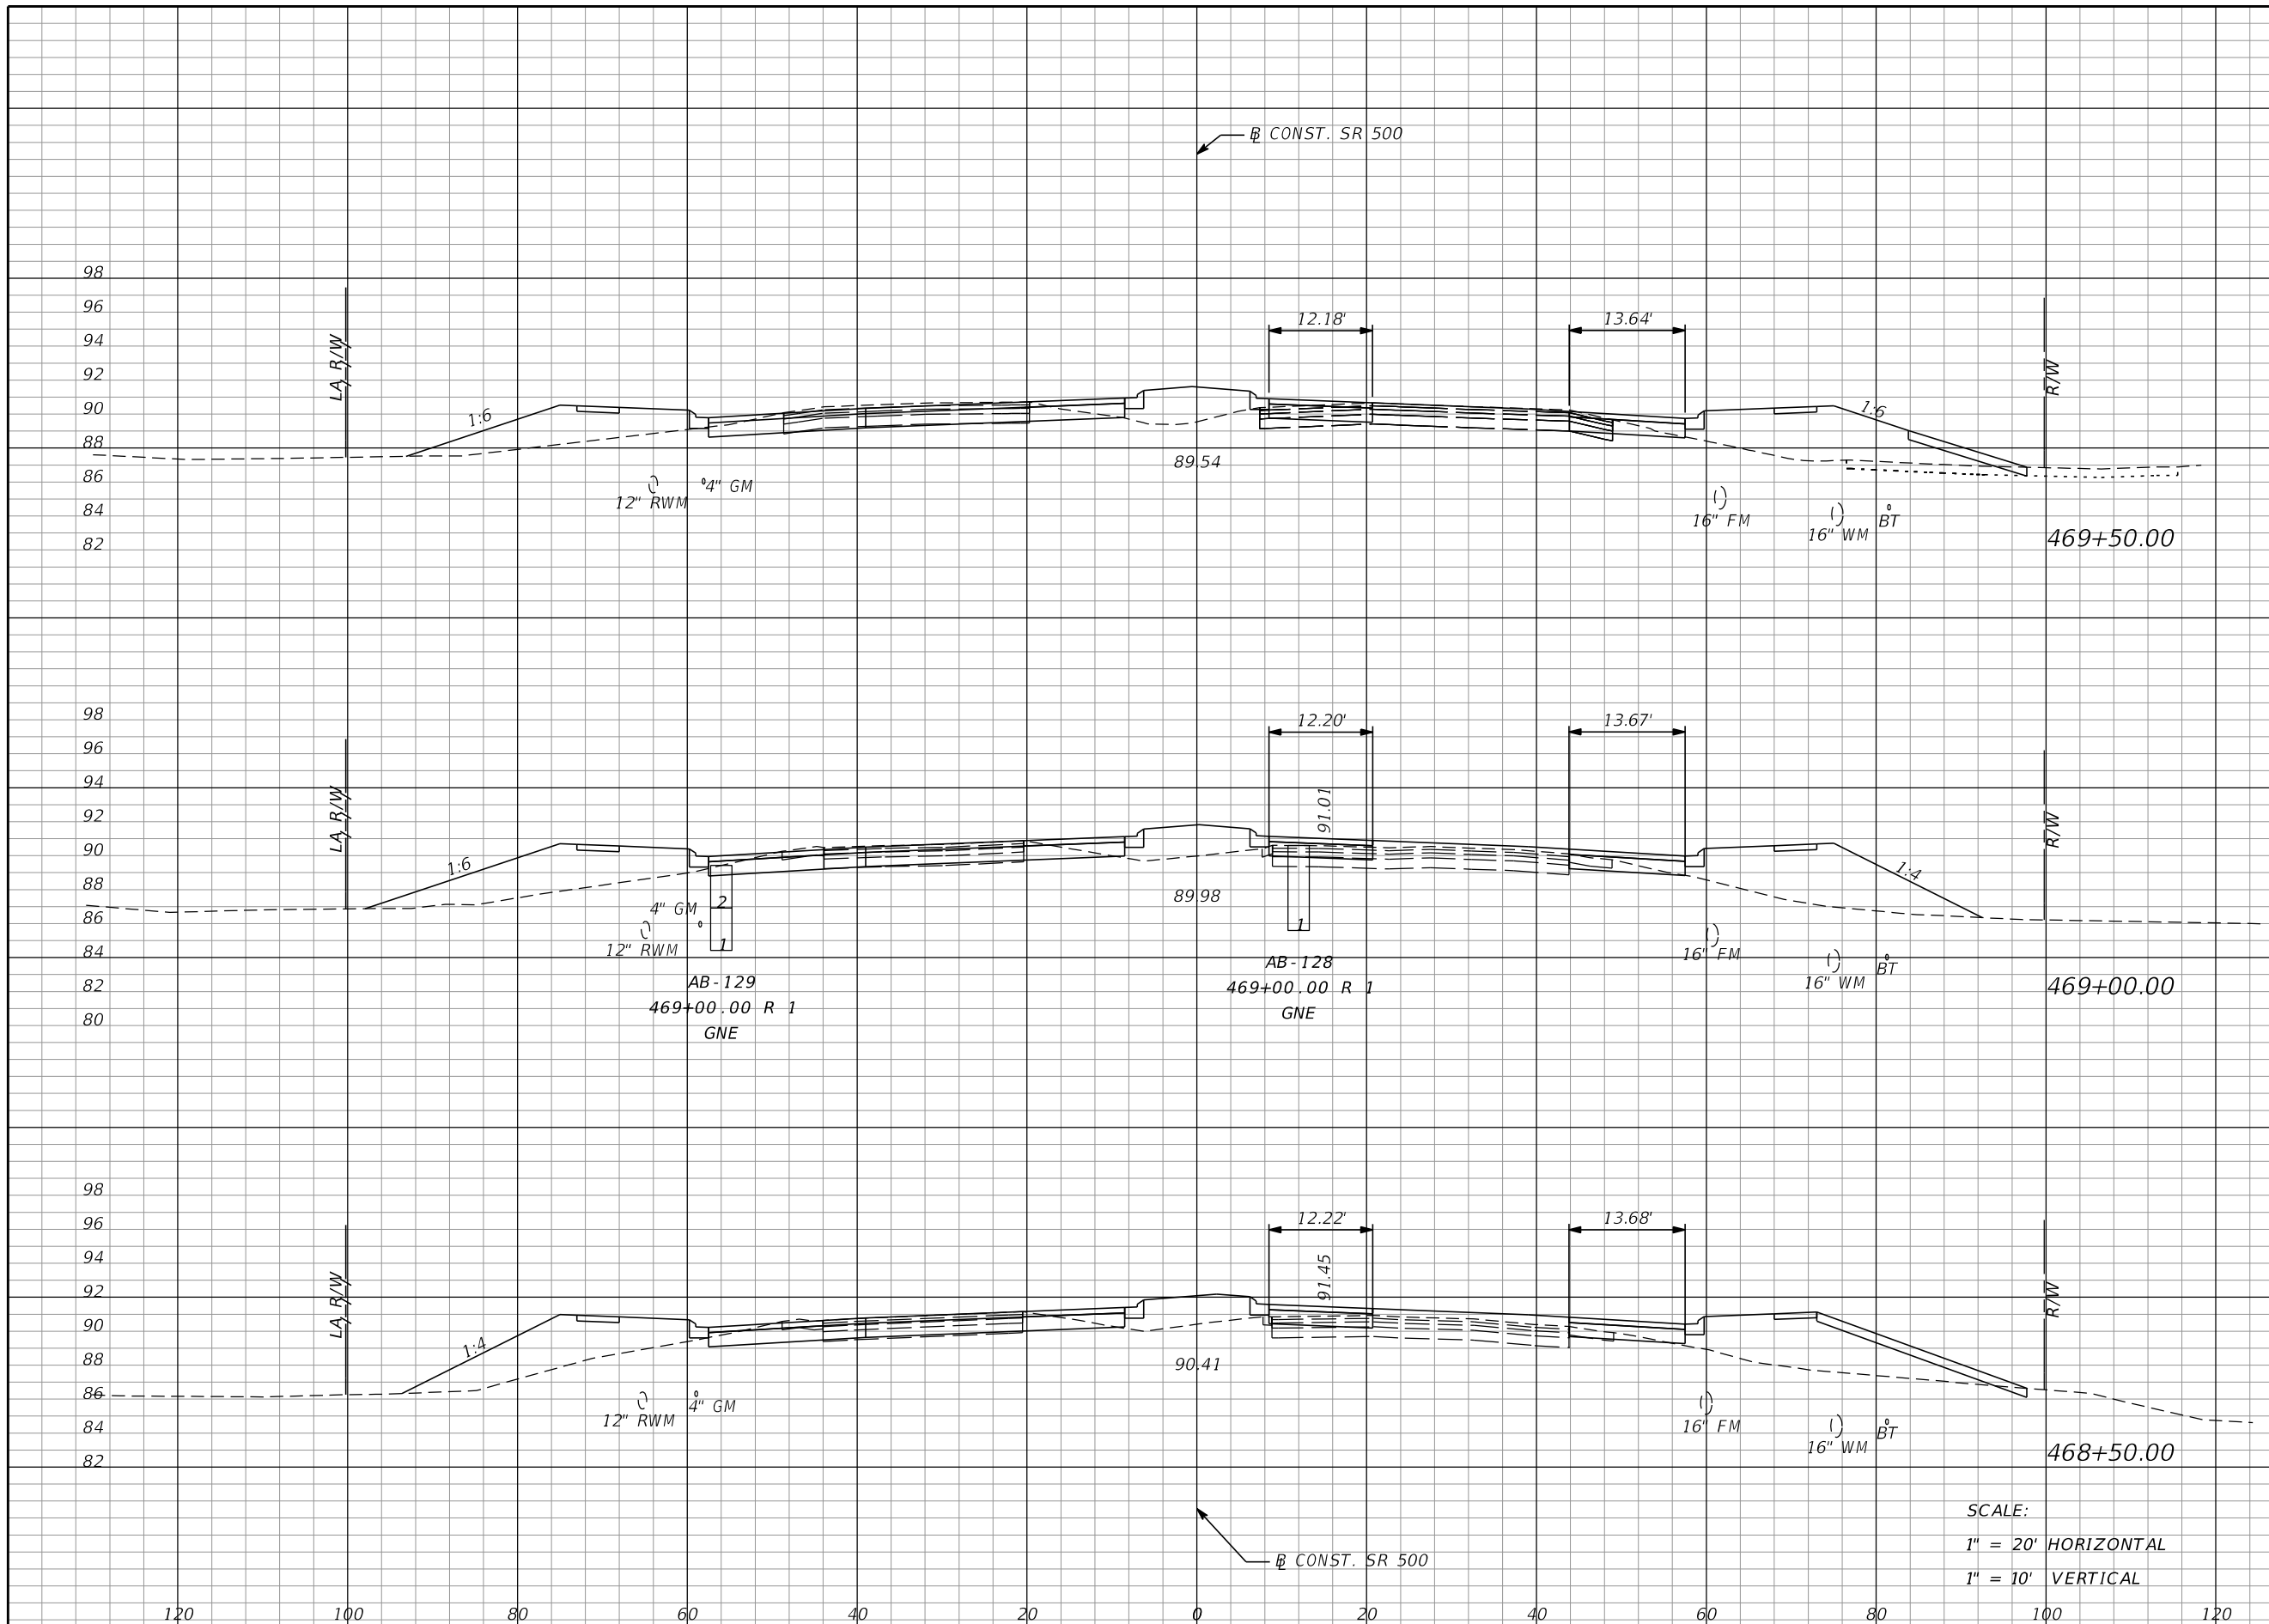 ℄ CONST. SR 500
98
96
94
92
90
88
86
84
82
LA R/W
1:6
12.18'
13.64'
R/W
1:6
89.54
12" RWM
4" GM
16" FM
16" WM
BT
469+50.00
98
96
94
92
90
88
86
84
82
80
LA R/W
1:6
12.20'
13.67'
91.01
R/W
1:4
89.98
4" GM
12" RWM
2
1
1
16" FM
16" WM
BT
AB-129
469+00.00 R 1
GNE
AB-128
469+00.00 R 1
GNE
469+00.00
98
96
94
92
90
88
86
84
82
LA R/W
1:4
12.22'
13.68'
91.45
R/W
90.41
12" RWM
4" GM
16" FM
16" WM
BT
468+50.00
℄ CONST. SR 500
SCALE:
1" = 20' HORIZONTAL
1" = 10' VERTICAL
120 100 80 60 40 20 0 20 40 60 80 100 120